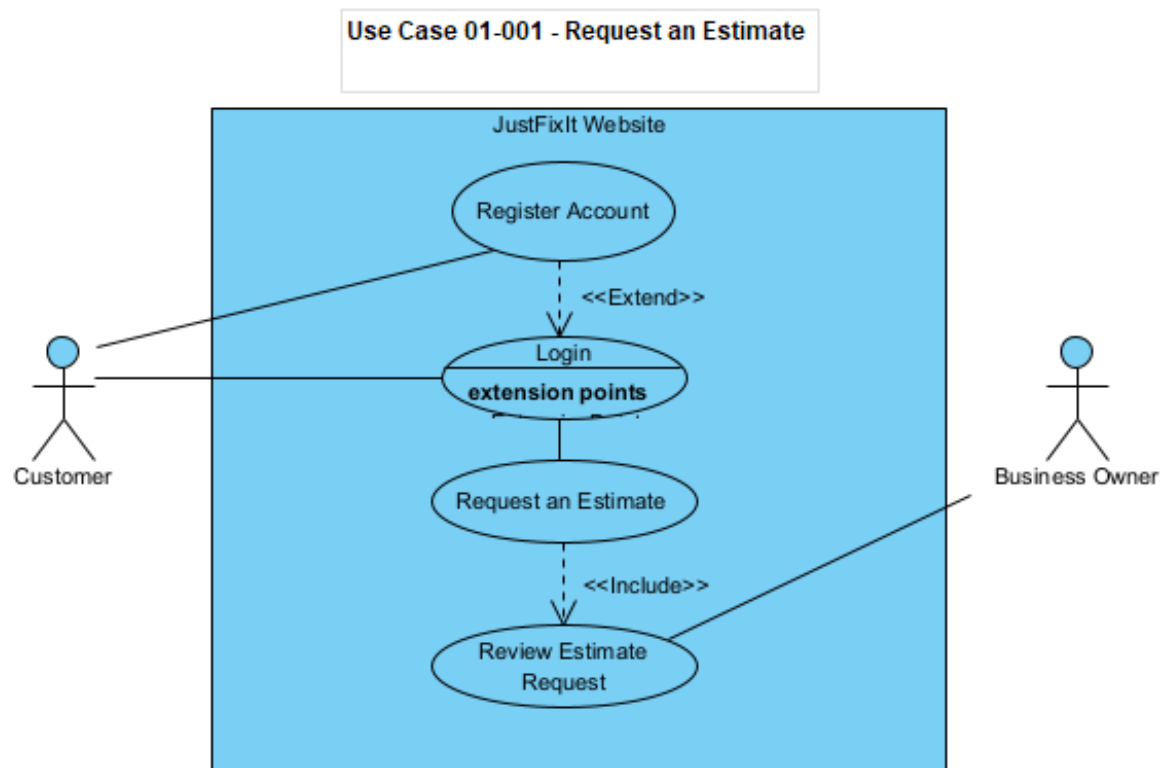 Use Case 01-001 - Request an Estimate
JustFixIt Website
Register Account
<<Extend>>
Login
extension points
Customer
Business Owner
Request an Estimate
<<Include>>
Review Estimate
Request